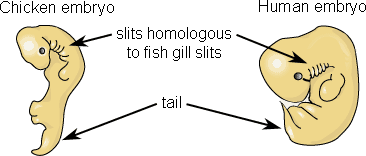 Chicken embryo
Human embryo
slits homologous
to fish gill slits
tail